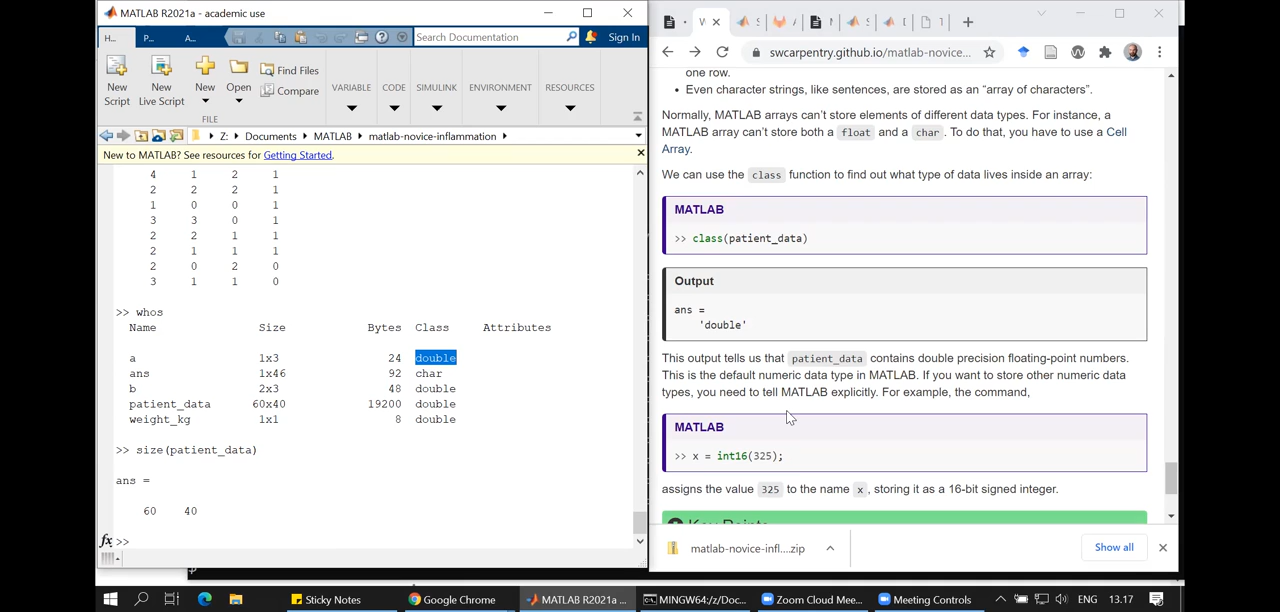 MATLAB R2021a - academic use
H... P... A... Search Documentation Sign In
New Script
New Live Script
New
Open
Find Files
Compare
FILE
VARIABLE CODE SIMULINK ENVIRONMENT RESOURCES
Z: Documents MATLAB matlab-novice-inflammation
New to MATLAB? See resources for Getting Started.
4 1 2 1
2 2 2 1
1 0 0 1
3 3 0 1
2 2 1 1
2 1 1 1
2 0 2 0
3 1 1 0
>> whos
Name Size Bytes Class Attributes
a 1x3 24 double
ans 1x46 92 char
b 2x3 48 double
patient_data 60x40 19200 double
weight_kg 1x1 8 double
>> size(patient_data)
ans =
60 40
fx >>
swcarpentry.github.io/matlab-novice...
one row.
• Even character strings, like sentences, are stored as an “array of characters”.
Normally, MATLAB arrays can’t store elements of different data types. For instance, a
MATLAB array can’t store both a float and a char. To do that, you have to use a Cell
Array.
We can use the class function to find out what type of data lives inside an array:
MATLAB
>> class(patient_data)
Output
ans =
'double'
This output tells us that patient_data contains double precision floating-point numbers.
This is the default numeric data type in MATLAB. If you want to store other numeric data
types, you need to tell MATLAB explicitly. For example, the command,
MATLAB
>> x = int16(325);
assigns the value 325 to the name x, storing it as a 16-bit signed integer.
Key Points
matlab-novice-infl....zip
Show all
Sticky Notes
Google Chrome
MATLAB R2021a ...
MINGW64:/z/Doc...
Zoom Cloud Mee...
Meeting Controls
ENG 13.17